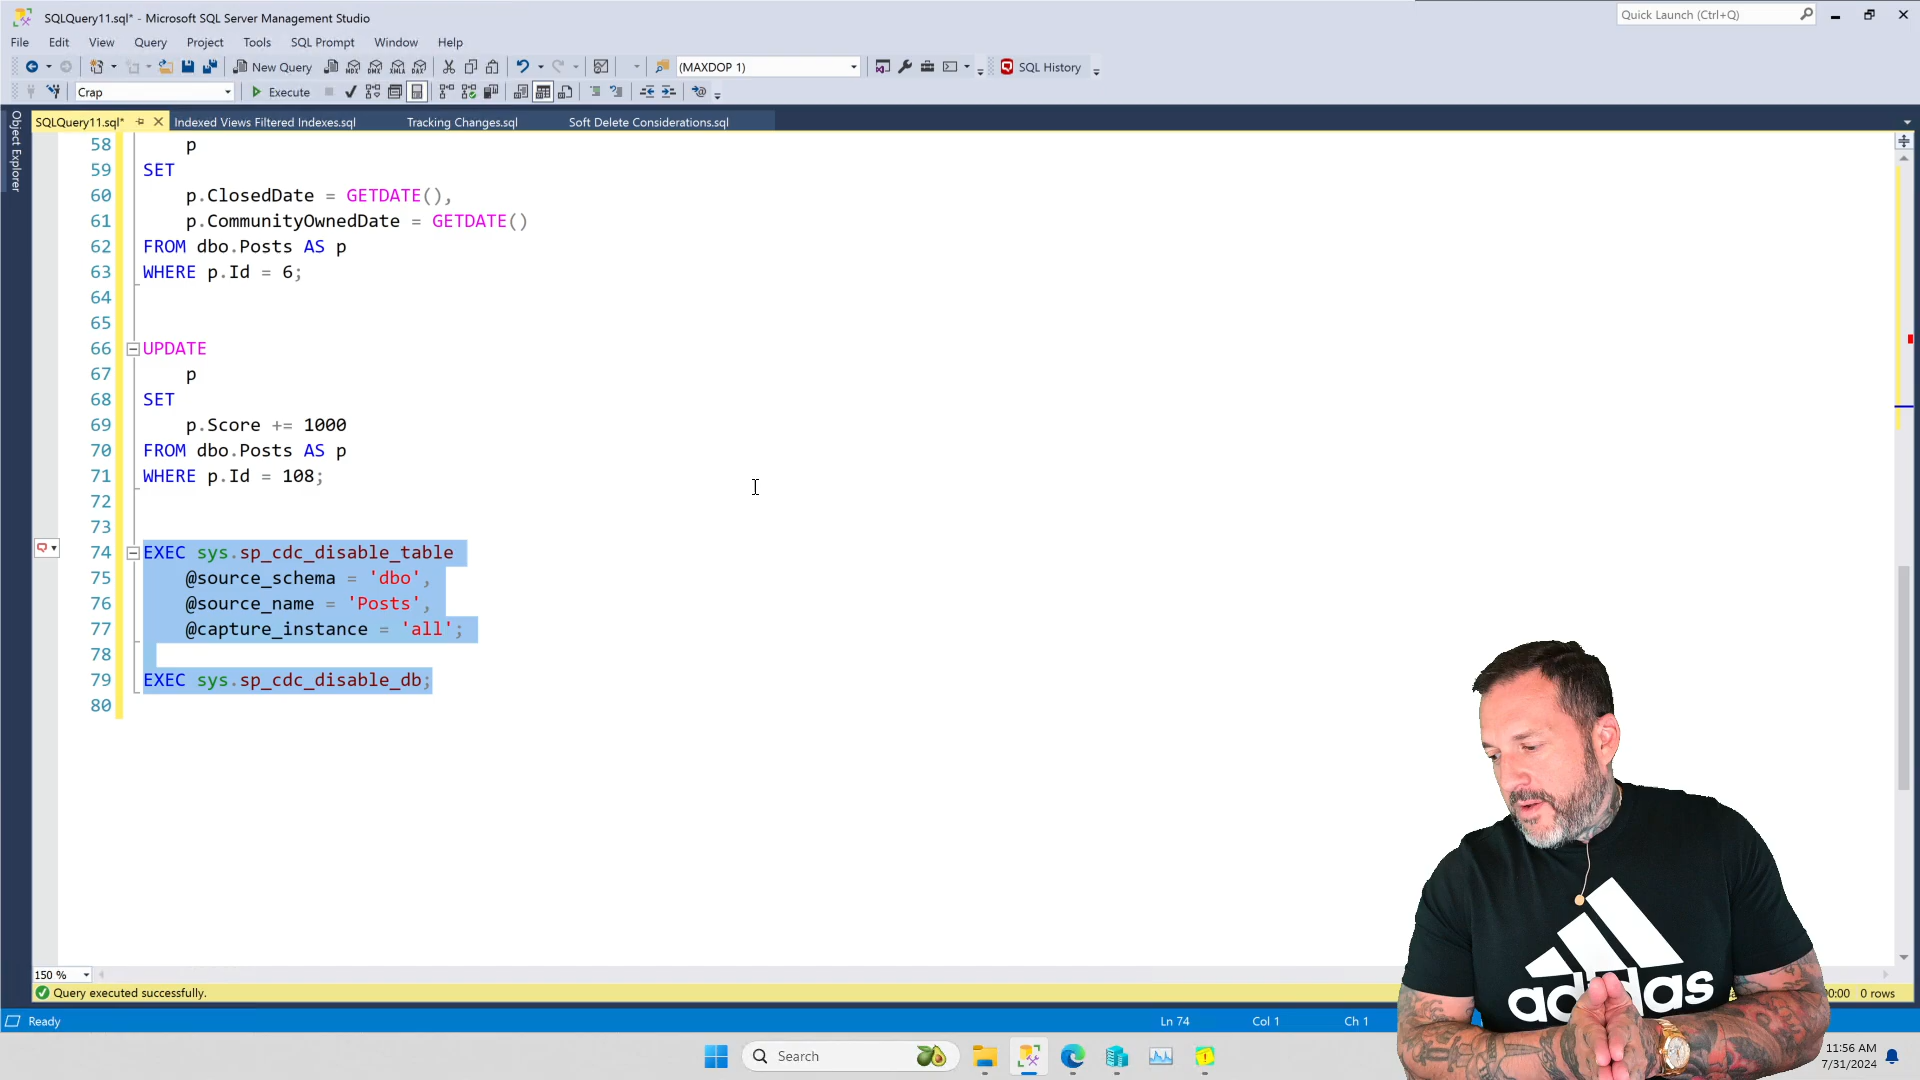 SQLQuery11.sql* - Microsoft SQL Server Management Studio
Quick Launch (Ctrl+Q)
File Edit View Query Project Tools SQL Prompt Window Help
New Query
(MAXDOP 1)
SQL History
Crap
Execute
SQLQuery11.sql* Indexed Views Filtered Indexes.sql Tracking Changes.sql Soft Delete Considerations.sql
Object Explorer
58 p
59 SET
60 p.ClosedDate = GETDATE(),
61 p.CommunityOwnedDate = GETDATE()
62 FROM dbo.Posts AS p
63 WHERE p.Id = 6;
64
65
66 UPDATE
67 p
68 SET
69 p.Score += 1000
70 FROM dbo.Posts AS p
71 WHERE p.Id = 108;
72
73
74 EXEC sys.sp_cdc_disable_table
75 @source_schema = 'dbo',
76 @source_name = 'Posts',
77 @capture_instance = 'all';
78
79 EXEC sys.sp_cdc_disable_db;
80
150 %
Query executed successfully.
00:00 0 rows
Ready
Ln 74 Col 1 Ch 1
adidas
Search
11:56 AM
7/31/2024